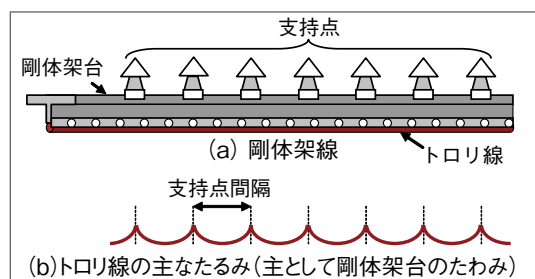 支持点
剛体架台
(a) 剛体架線
トロリ線
支持点間隔
(b)トロリ線の主なたるみ(主として剛体架台のたわみ)